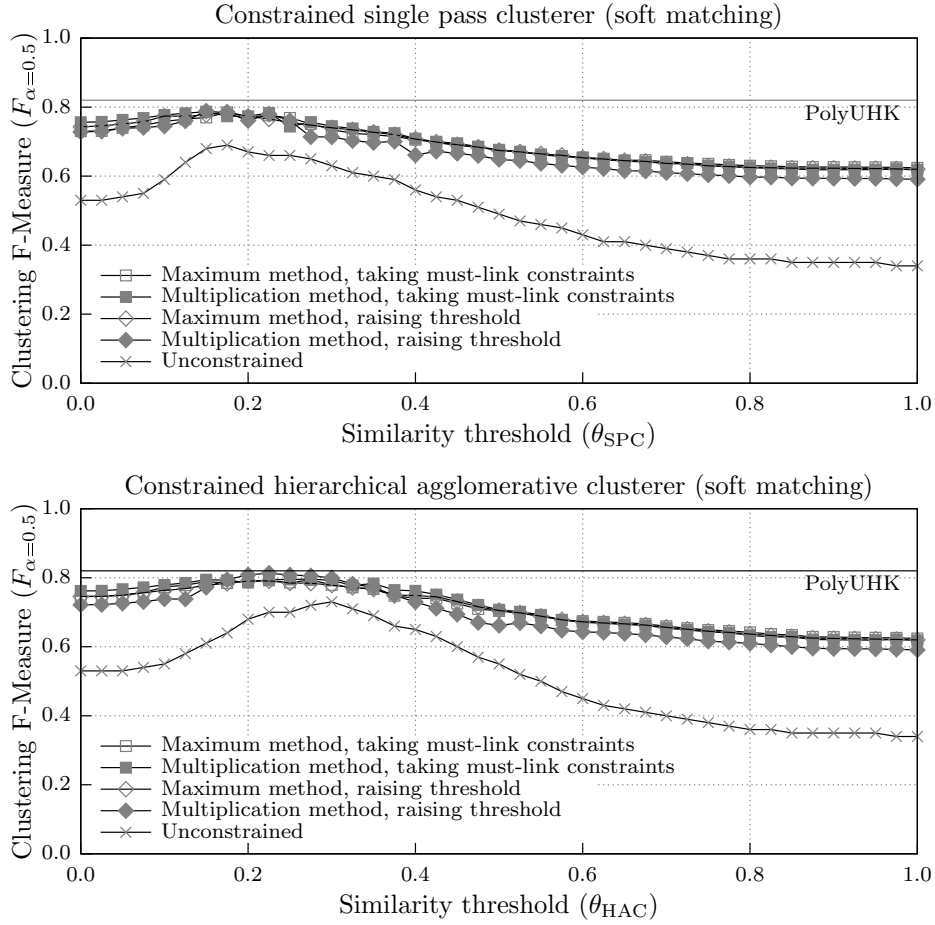 Constrained single pass clusterer (soft matching)
Clustering F-Measure (F_{α=0.5})
1.0
0.8
0.6
0.4
0.2
0.0
PolyUHK
Maximum method, taking must-link constraints
Multiplication method, taking must-link constraints
Maximum method, raising threshold
Multiplication method, raising threshold
Unconstrained
0.0 0.2 0.4 0.6 0.8 1.0
Similarity threshold (θ_{SPC})
Constrained hierarchical agglomerative clusterer (soft matching)
Clustering F-Measure (F_{α=0.5})
1.0
0.8
0.6
0.4
0.2
0.0
PolyUHK
Maximum method, taking must-link constraints
Multiplication method, taking must-link constraints
Maximum method, raising threshold
Multiplication method, raising threshold
Unconstrained
0.0 0.2 0.4 0.6 0.8 1.0
Similarity threshold (θ_{HAC})